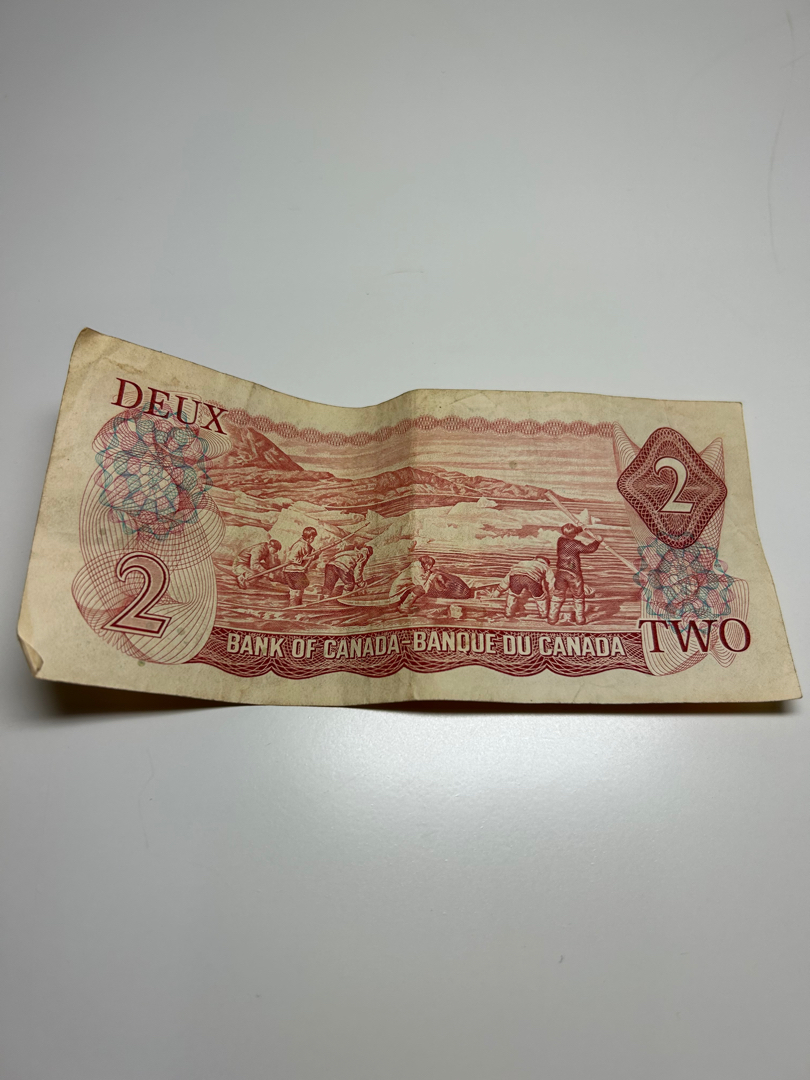 DEUX
2
2
BANK OF CANADA - BANQUE DU CANADA
TWO